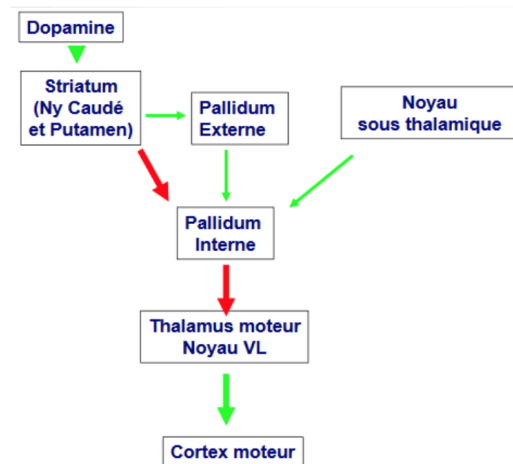 Dopamine
Striatum
(Ny Caudé
et Putamen)
Pallidum
Externe
Noyau
sous thalamique
Pallidum
Interne
Thalamus moteur
Noyau VL
Cortex moteur